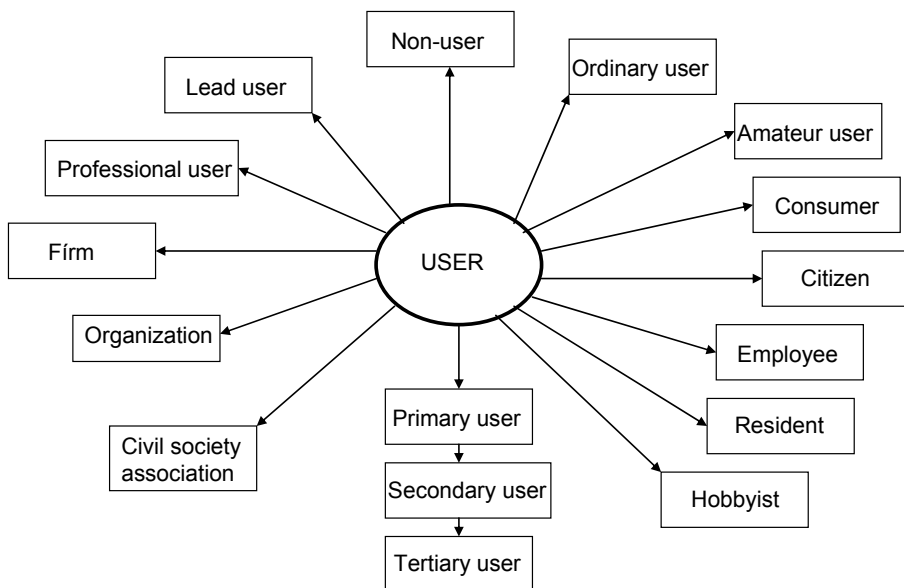 Non-user
Ordinary user
Lead user
Amateur user
Professional user
Consumer
Fírm
USER
Citizen
Organization
Employee
Primary user
Resident
Civil society
association
Secondary user
Hobbyist
Tertiary user